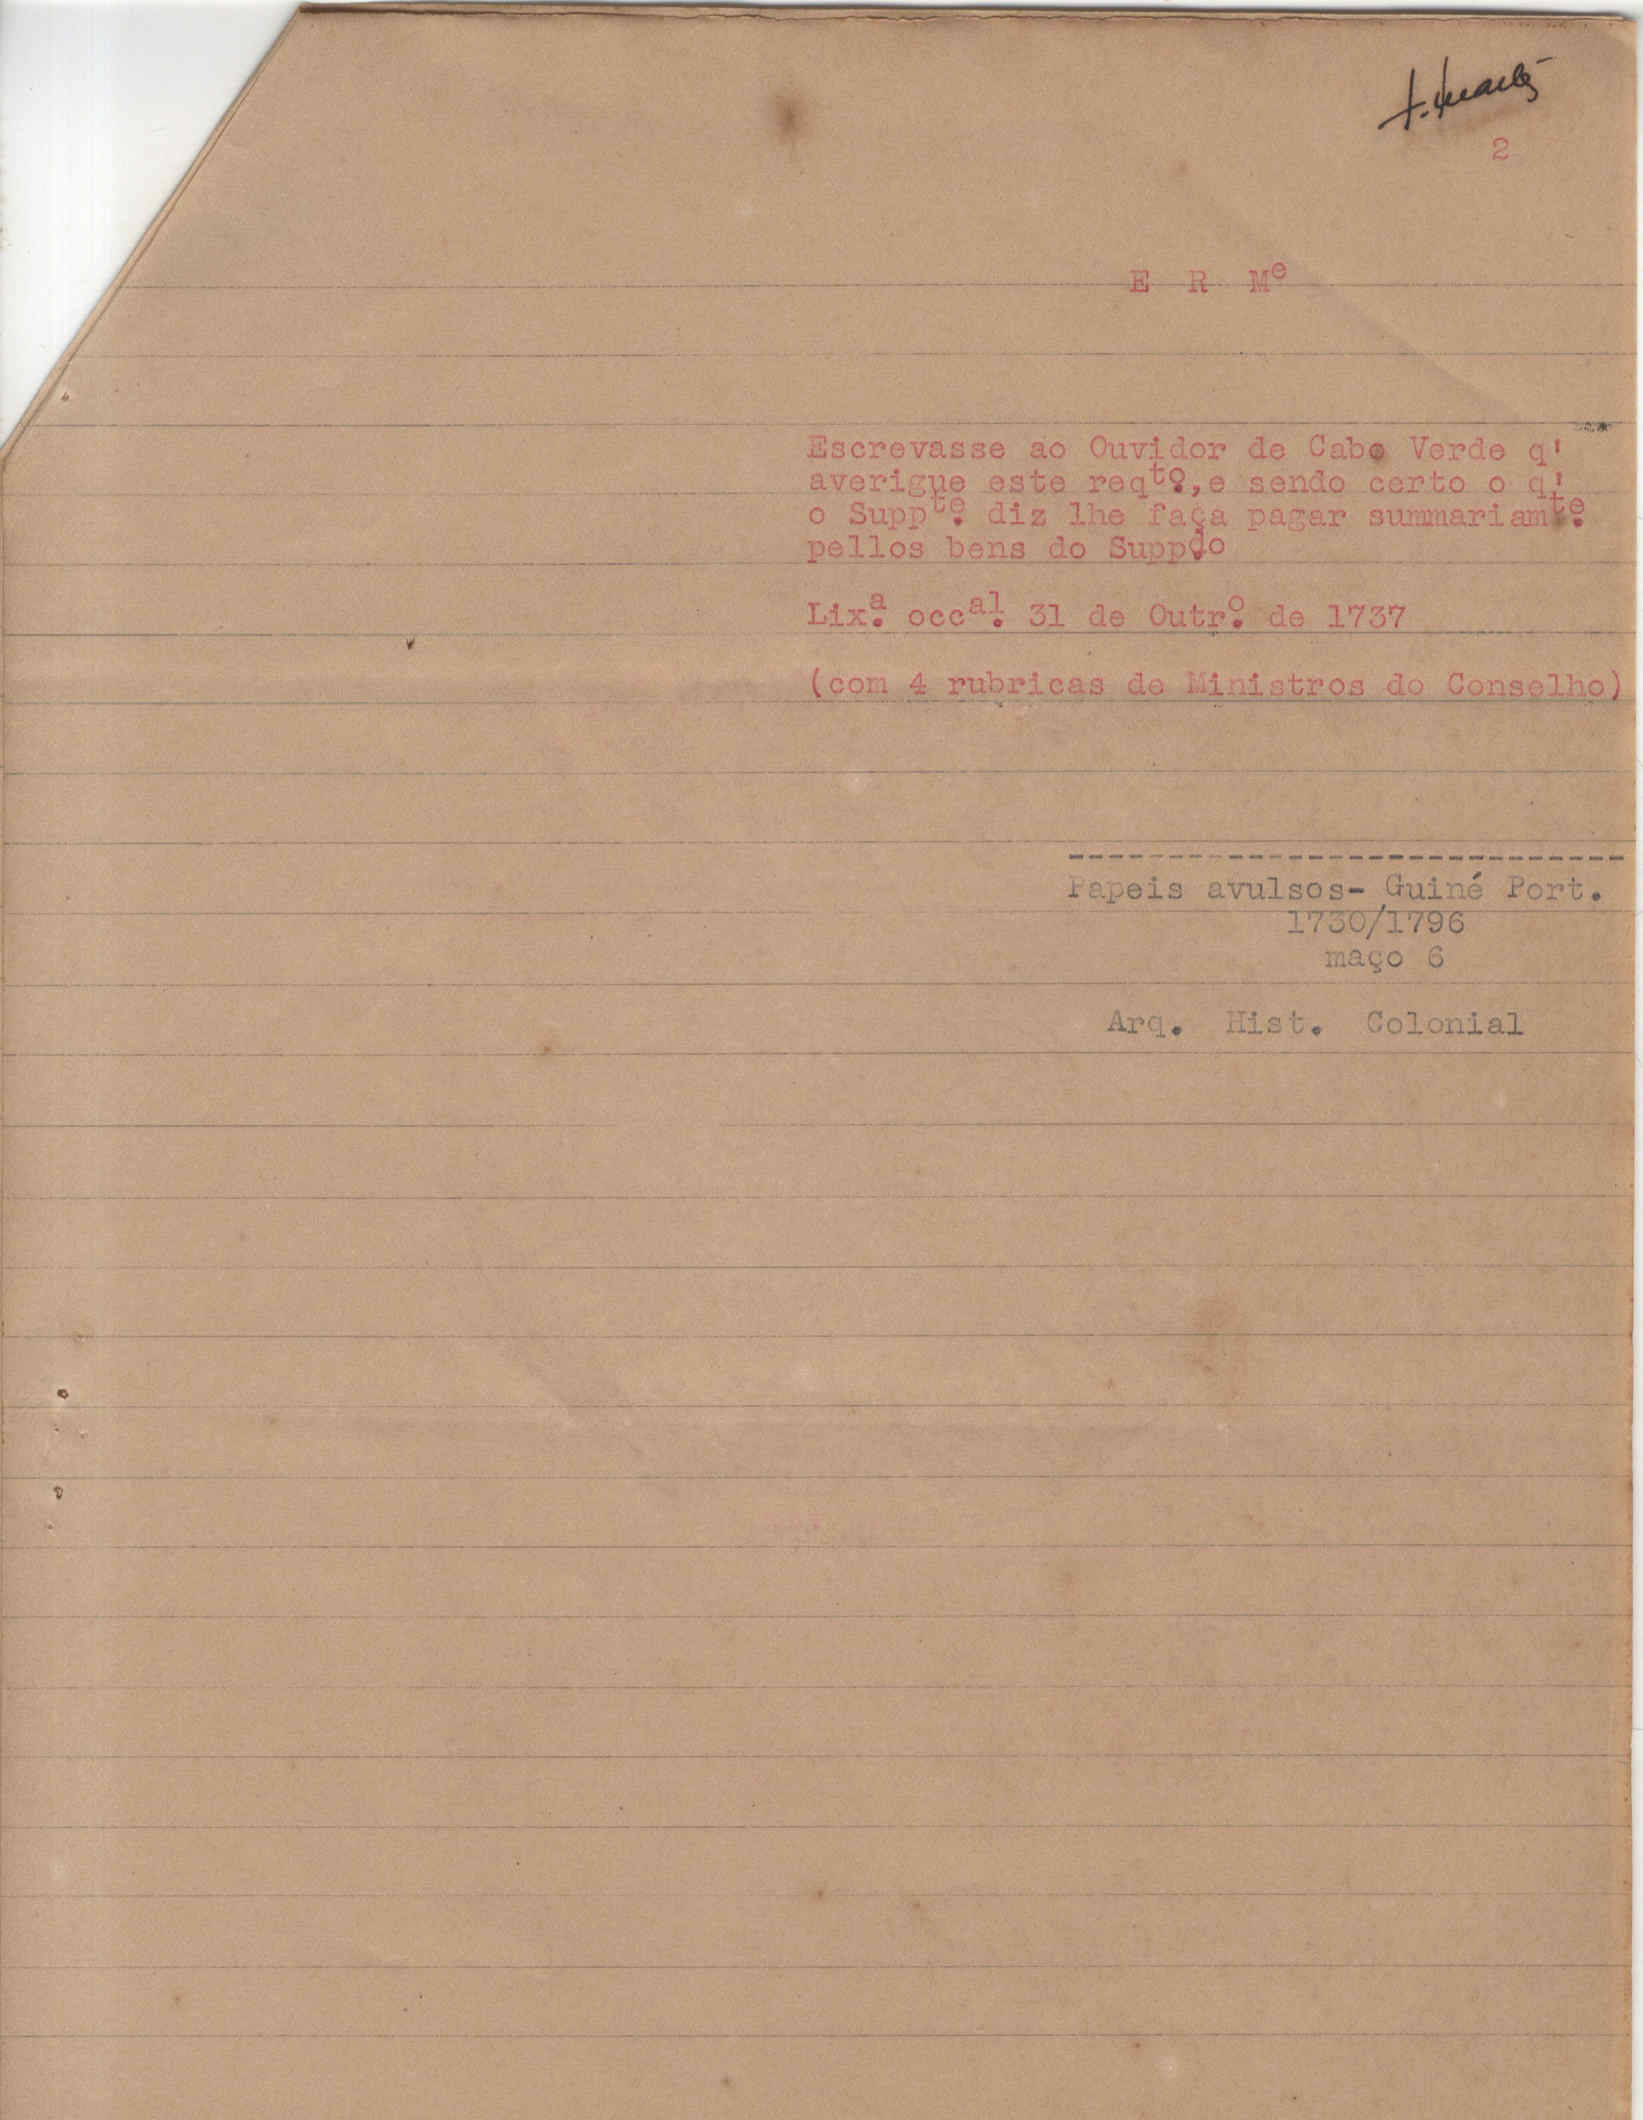 2
E R Mᵉ
Escrevasse ao Ouvidor de Cabo Verde q'
averigue este reqᵗº., e sendo certo o q'
o Suppᵗᵉ. diz lhe faça pagar summariamᵗᵉ.
pellos bens do Supp.do
Lixᵃ. occᵃˡ. 31 de Outrº. de 1737
(com 4 rubricas de Ministros do Conselho)
----------------------------
Papeis avulsos- Guiné Port.
1730/1796
maço 6
Arq. Hist. Colonial